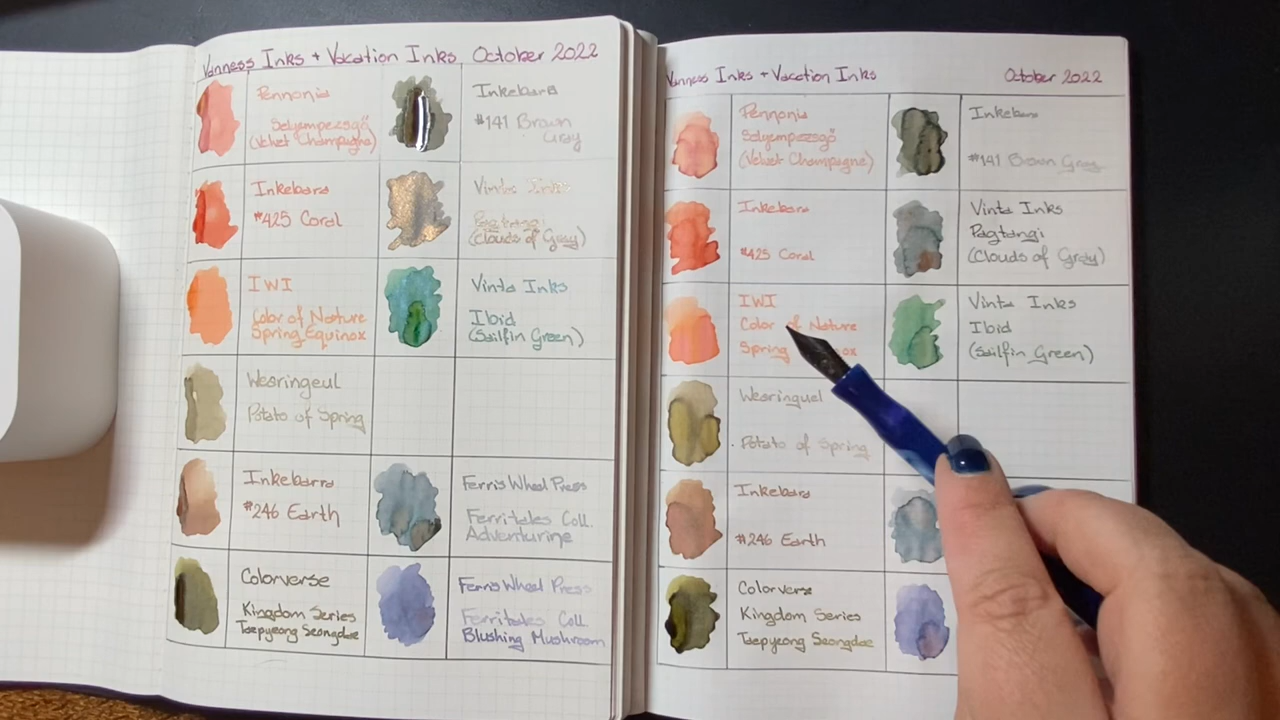 Vanness Inks + Vacation Inks October 2022
Pennonia
Selyempezsgő
(Velvet Champagne)
Inkebara
#141 Brown
Gray
Inkebara
#425 Coral
Vinta Inks
Pagtangi
(Clouds of Gray)
IWI
Color of Nature
Spring Equinox
Vinta Inks
Ibid
(Sailfin Green)
Wearingeul
Potato of Spring
Inkebarra
#246 Earth
Ferris Wheel Press
Ferritales Coll.
Adventurine
Colorverse
Kingdom Series
Taepyeong Seongdae
Ferris Wheel Press
Ferritales Coll.
Blushing Mushroom
Vanness Inks + Vacation Inks October 2022
Pennonia
Selyempezsgő
(Velvet Champagne)
Inkebara
#141 Brown Gray
Inkebara
#425 Coral
Vinta Inks
Pagtangi
(Clouds of Gray)
IWI
Color of Nature
Spring
Vinta Inks
Ibid
(Sailfin Green)
Wearinguel
Potato of Spring
Inkebara
#246 Earth
Colorverse
Kingdom Series
Taepyeong Seongdae